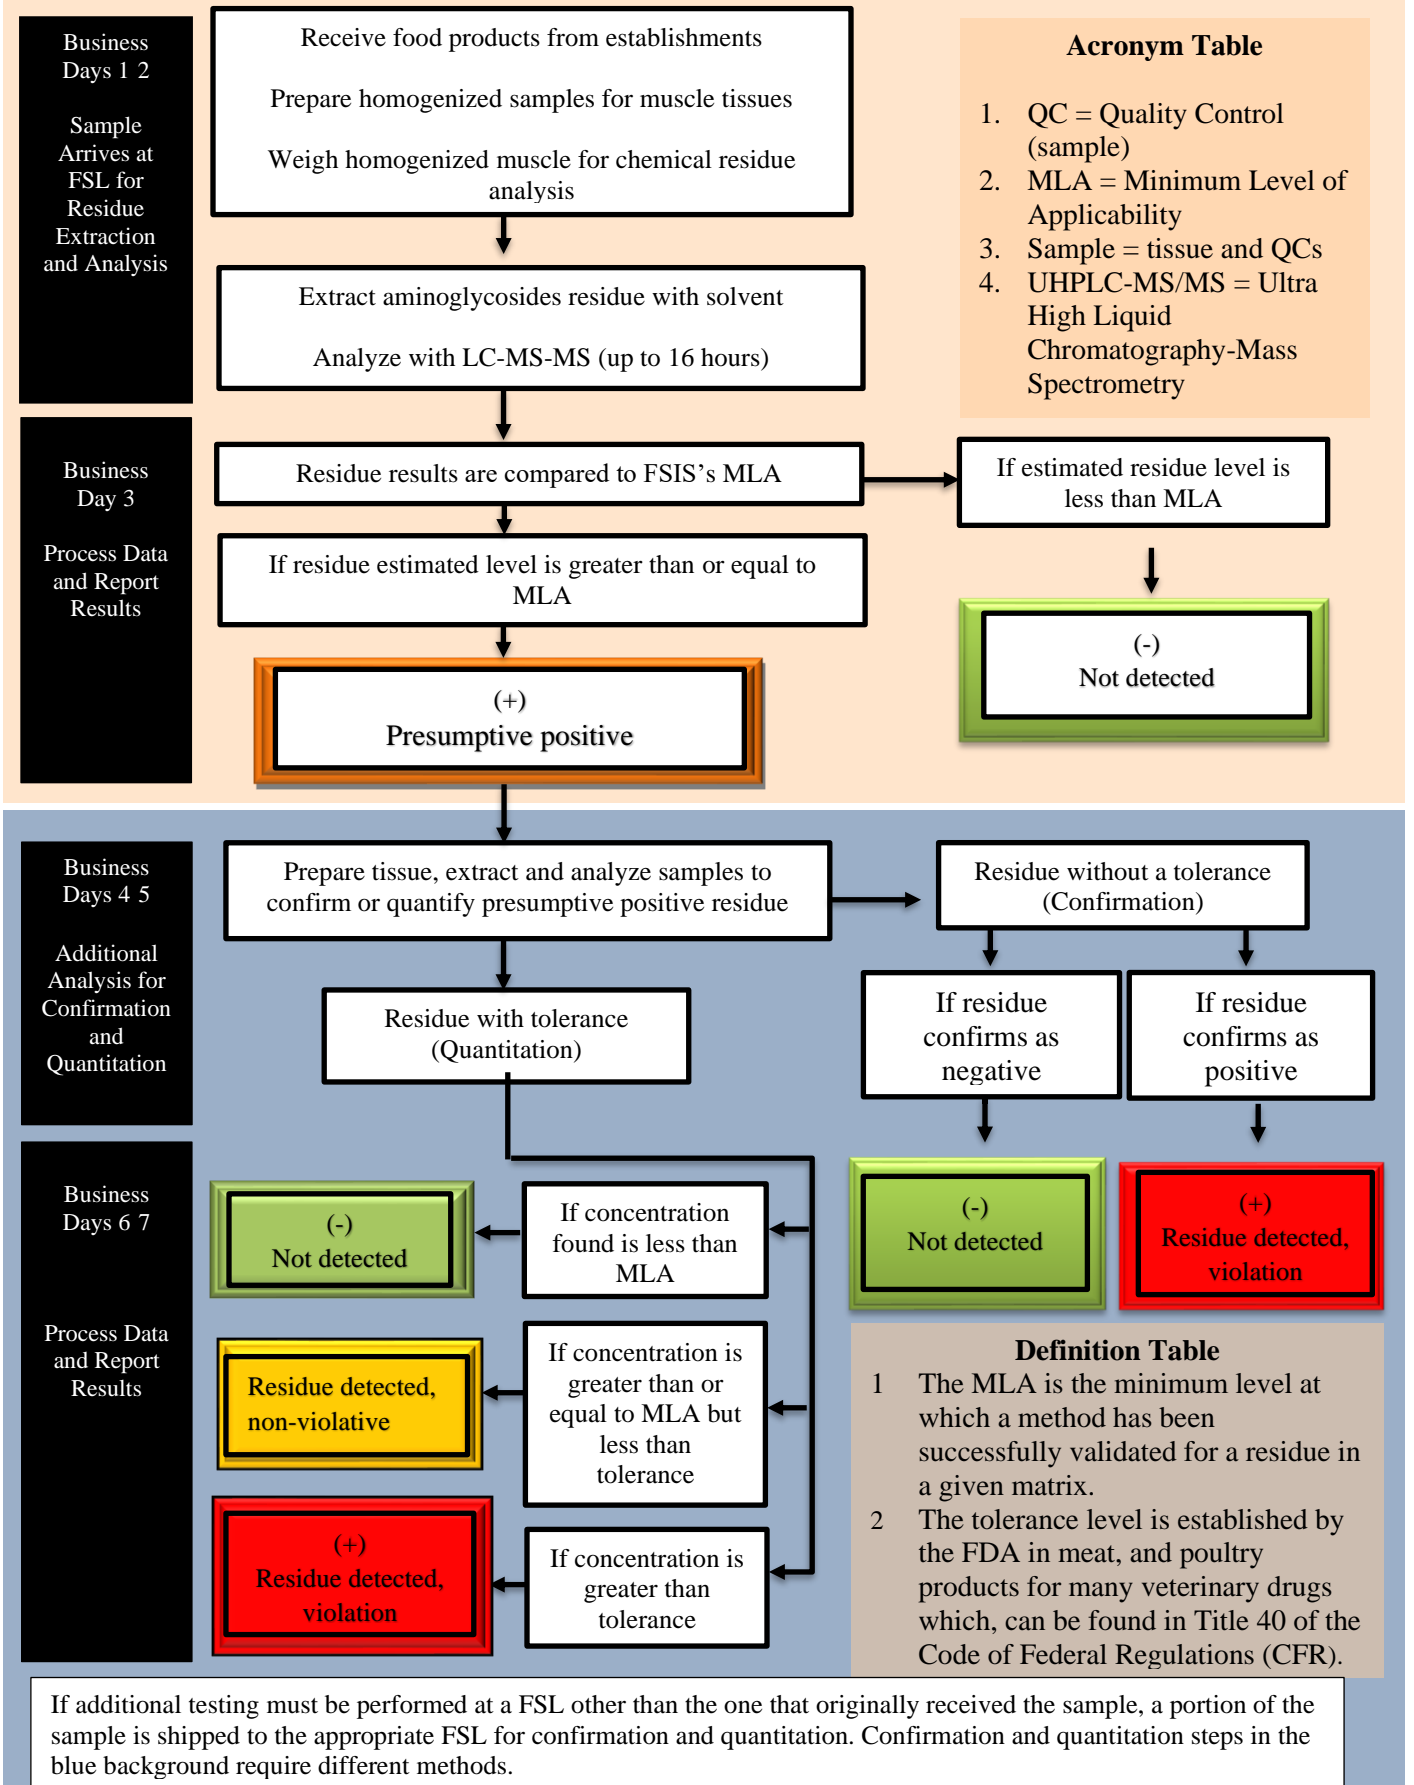 Business
Days 1 2
Sample
Arrives at
FSL for
Residue
Extraction
and Analysis
Receive food products from establishments
Prepare homogenized samples for muscle tissues
Weigh homogenized muscle for chemical residue
analysis
Extract aminoglycosides residue with solvent
Analyze with LC-MS-MS (up to 16 hours)
Acronym Table
1. QC = Quality Control
(sample)
2. MLA = Minimum Level of
Applicability
3. Sample = tissue and QCs
4. UHPLC-MS/MS = Ultra
High Liquid
Chromatography-Mass
Spectrometry
Business
Day 3
Process Data
and Report
Results
Residue results are compared to FSIS's MLA
If estimated residue level is
less than MLA
If residue estimated level is greater than or equal to
MLA
(-)
Not detected
(+)
Presumptive positive
Business
Days 4 5
Additional
Analysis for
Confirmation
and
Quantitation
Prepare tissue, extract and analyze samples to
confirm or quantify presumptive positive residue
Residue without a tolerance
(Confirmation)
Residue with tolerance
(Quantitation)
If residue
confirms as
negative
If residue
confirms as
positive
Business
Days 6 7
Process Data
and Report
Results
(-)
Not detected
If concentration
found is less than
MLA
(-)
Not detected
(+)
Residue detected,
violation
Residue detected,
non-violative
If concentration is
greater than or
equal to MLA but
less than
tolerance
(+)
Residue detected,
violation
If concentration is
greater than
tolerance
Definition Table
1 The MLA is the minimum level at
which a method has been
successfully validated for a residue in
a given matrix.
2 The tolerance level is established by
the FDA in meat, and poultry
products for many veterinary drugs
which, can be found in Title 40 of the
Code of Federal Regulations (CFR).
If additional testing must be performed at a FSL other than the one that originally received the sample, a portion of the
sample is shipped to the appropriate FSL for confirmation and quantitation. Confirmation and quantitation steps in the
blue background require different methods.